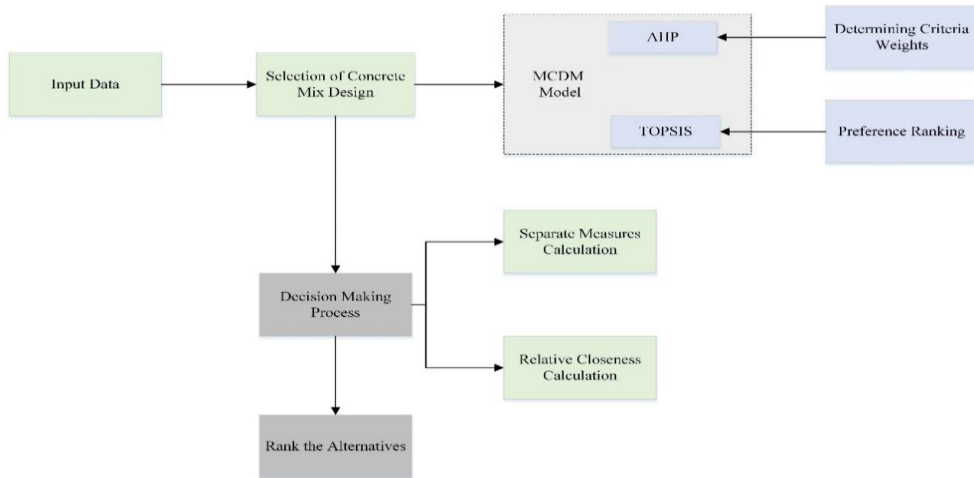 Input Data
Selection of Concrete
Mix Design
MCDM
Model
AHP
TOPSIS
Determining Criteria
Weights
Preference Ranking
Separate Measures
Calculation
Decision Making
Process
Relative Closeness
Calculation
Rank the Alternatives